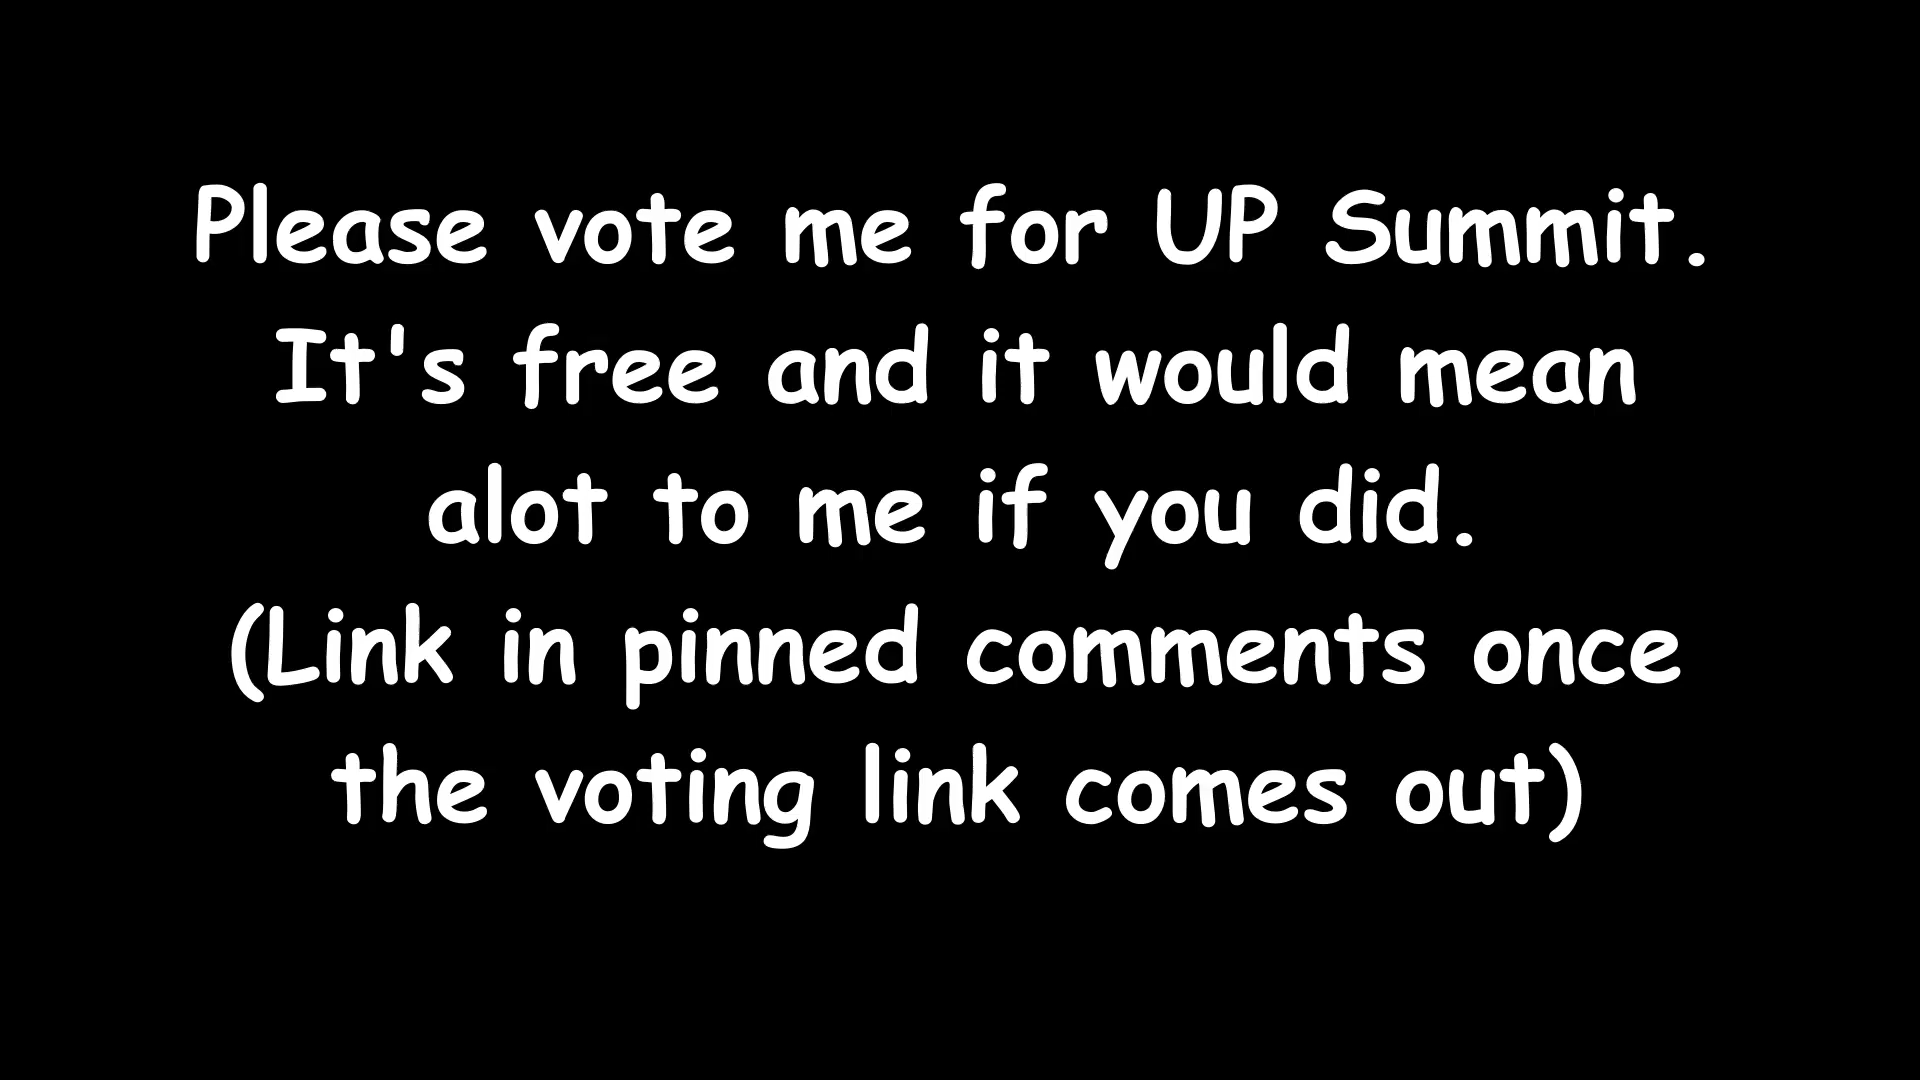 Please vote me for UP Summit.
It's free and it would mean
alot to me if you did.
(Link in pinned comments once
the voting link comes out)